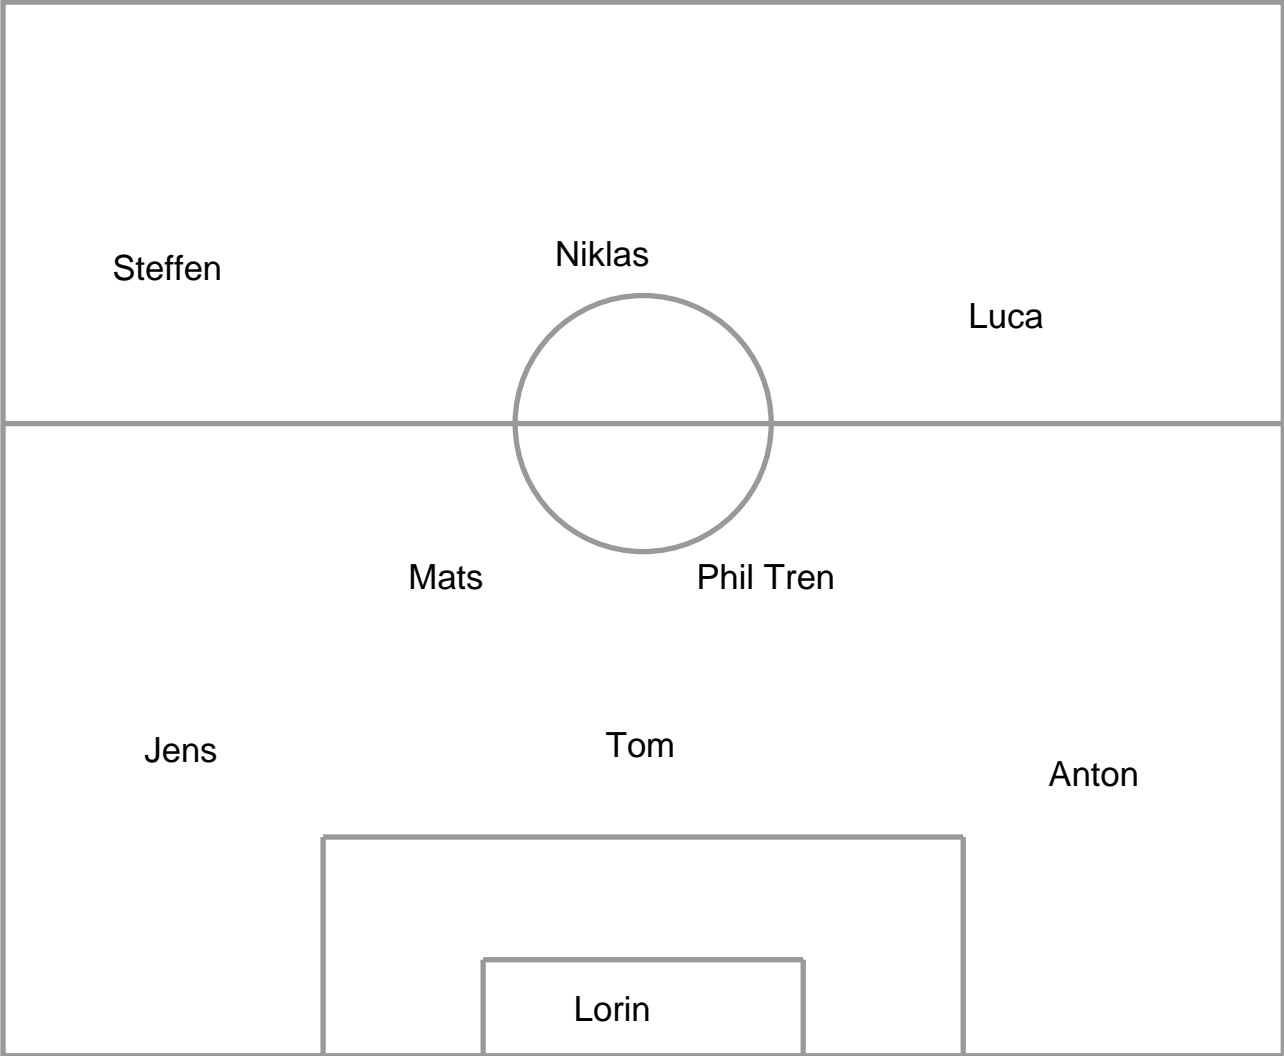 Niklas
Steffen
Luca
Mats
Phil Tren
Tom
Jens
Anton
Lorin